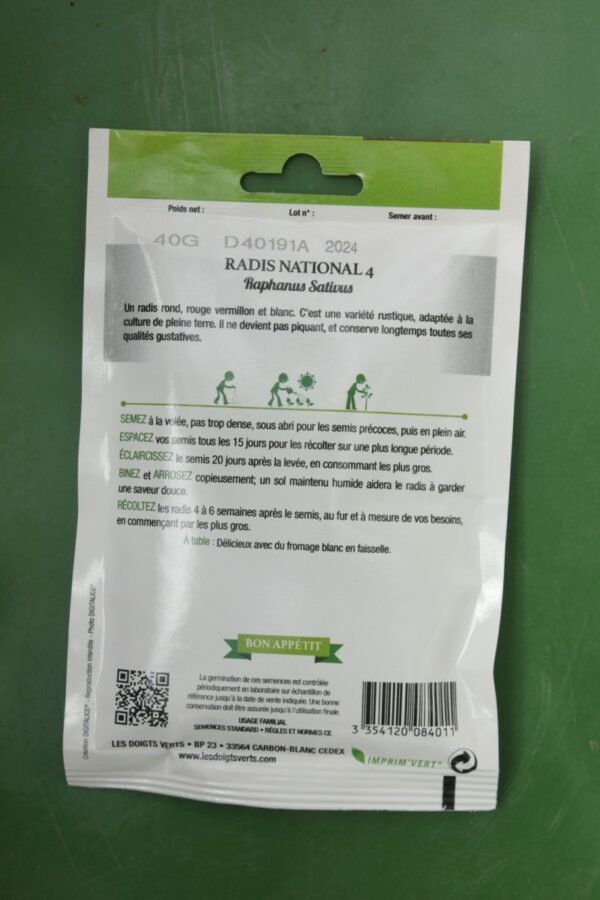 Poids net : Lot n° : Semer avant :
40G D40191A 2024
RADIS NATIONAL 4
Raphanus Sativus
Un radis rond, rouge vermillon et blanc. C'est une variété rustique, adaptée à la
culture de pleine terre. Il ne devient pas piquant, et conserve longtemps toutes ses
qualités gustatives.
SEMEZ à la volée, pas trop dense, sous abri pour les semis précoces, puis en plein air.
ESPACEZ vos semis tous les 15 jours pour les récolter sur une plus longue période.
ÉCLAIRCISSEZ le semis 20 jours après la levée, en consommant les plus gros.
BINEZ et ARROSEZ copieusement; un sol maintenu humide aidera le radis à garder
une saveur douce.
RÉCOLTEZ les radis 4 à 6 semaines après le semis, au fur et à mesure de vos besoins,
en commençant par les plus gros.
À table : Délicieux avec du fromage blanc en faisselle.
BON APPÉTIT
La germination de ces semences est contrôlée
périodiquement en laboratoire sur échantillon de
référence jusqu'à la date de vente indiquée. Une bonne
conservation doit être assurée jusqu'à l'utilisation finale.
USAGE FAMILIAL
SEMENCES STANDARD • RÈGLES ET NORMES CE
LES DOIGTS VERTS • BP 23 • 33564 CARBON-BLANC CEDEX
www.lesdoigtsverts.com
3 354120 084011
IMPRIM'VERT®
Édition DIGITALICE® - Reproduction interdite - Photo DIGITALICE®